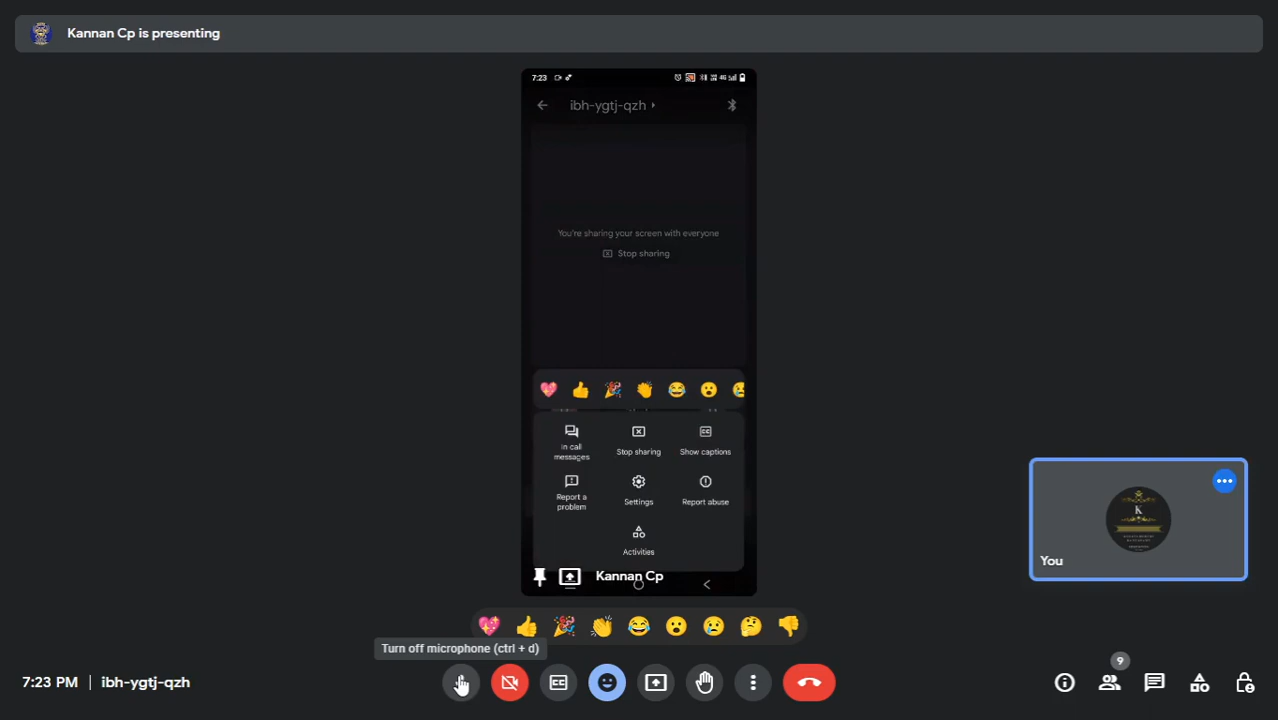 Kannan Cp is presenting
7:23
ibh-ygtj-qzh
You're sharing your screen with everyone
Stop sharing
In call messages
Stop sharing
Show captions
Report a problem
Settings
Report abuse
Activities
Kannan Cp
K
You
Turn off microphone (ctrl + d)
7:23 PM | ibh-ygtj-qzh
9